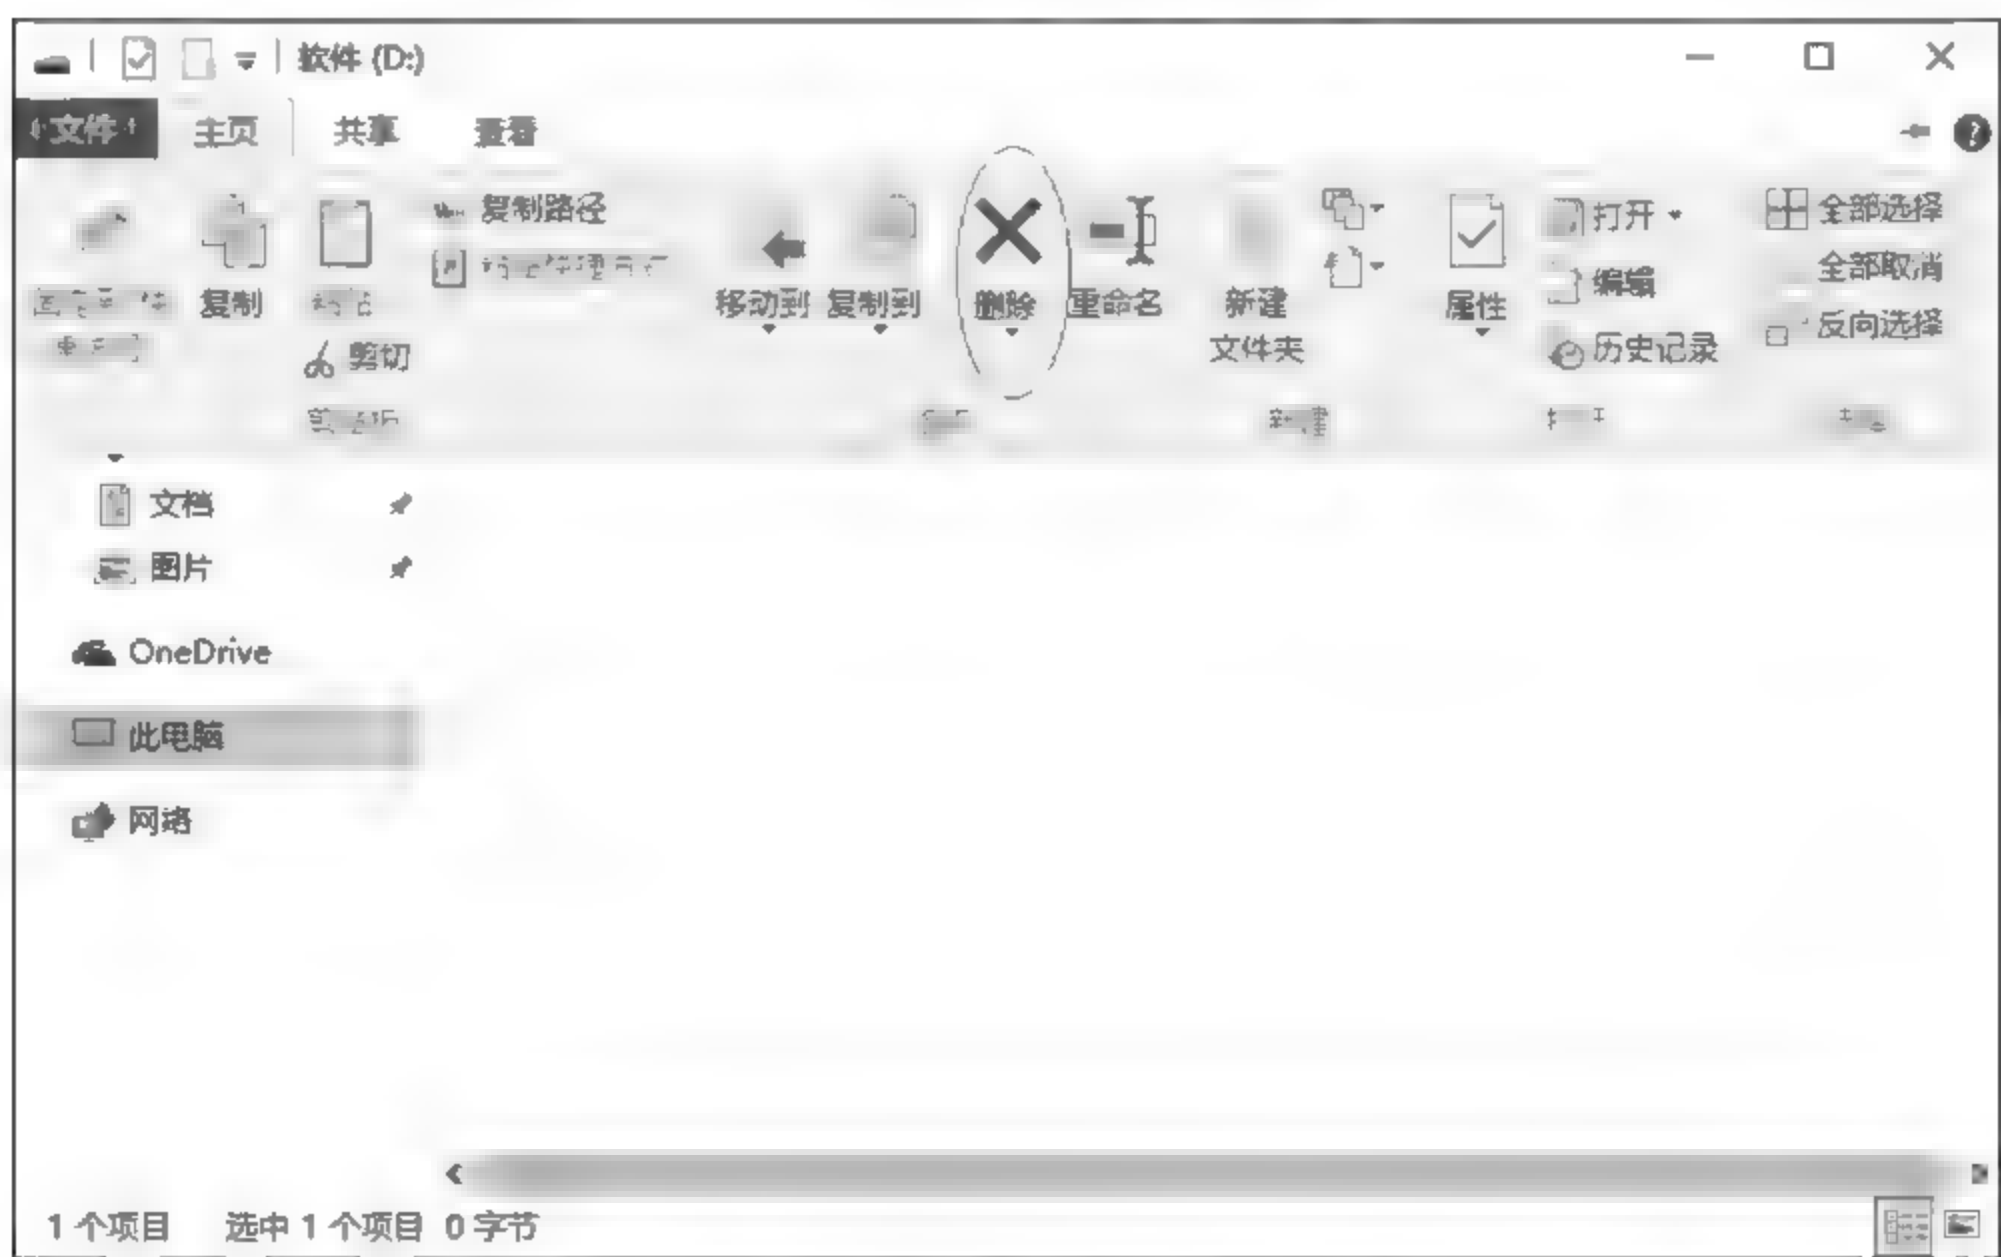 软件 (D:)
文件 主页 共享 查看
复制 剪切 复制路径
移动到 复制到 删除 重命名
新建
文件夹
属性
打开
编辑
历史记录
全部选择
全部取消
反向选择
文档
图片
OneDrive
此电脑
网络
1 个项目 选中 1 个项目 0 字节